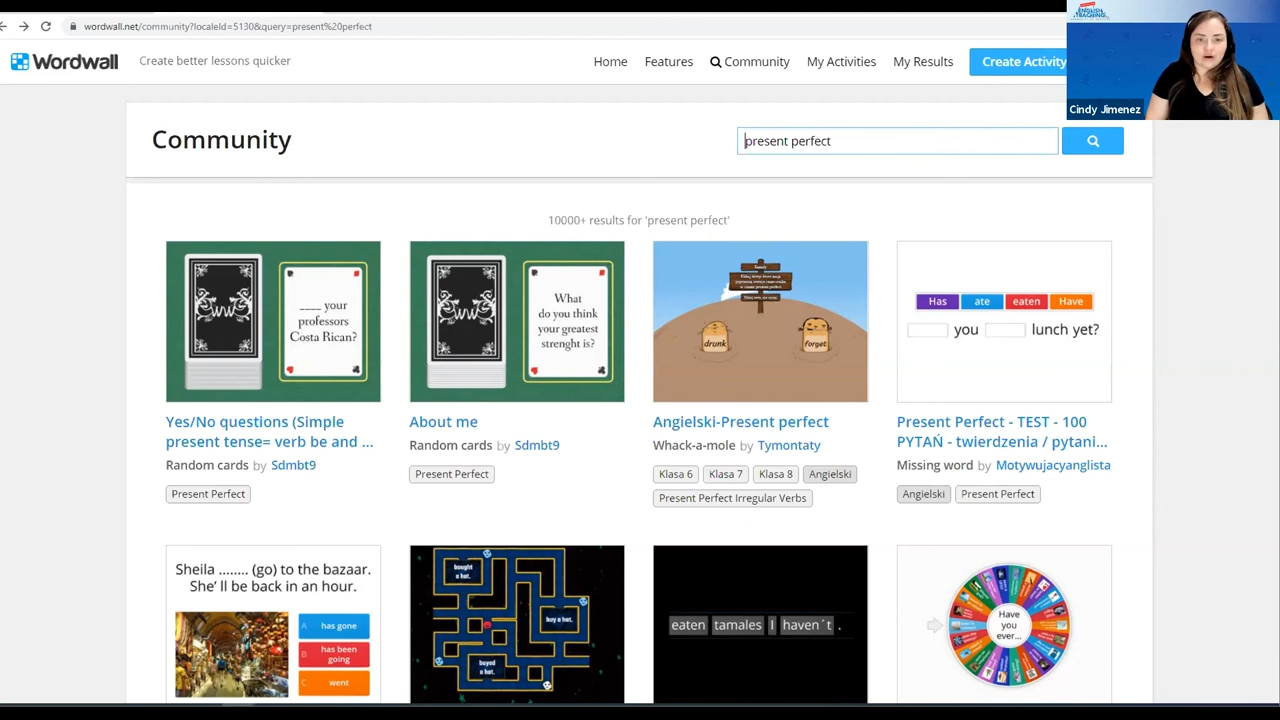 wordwall.net/community?localeId=5130&query=present%20perfect
Wordwall
Create better lessons quicker
Home
Features
Community
My Activities
My Results
Create Activity
ENGLISH
TEACHING
Cindy Jimenez
Community
present perfect
10000+ results for 'present perfect'
____ your
professors
Costa Rican?
What
do you think
your greatest
strenght is?
drunk
forget
Has
ate
eaten
Have
you
lunch yet?
Yes/No questions (Simple
present tense= verb be and ...
Random cards by Sdmbt9
Present Perfect
About me
Random cards by Sdmbt9
Present Perfect
Angielski-Present perfect
Whack-a-mole by Tymontaty
Klasa 6
Klasa 7
Klasa 8
Angielski
Present Perfect Irregular Verbs
Present Perfect - TEST - 100
PYTAŃ - twierdzenia / pytani...
Missing word by Motywujacyanglista
Angielski
Present Perfect
Sheila ........ (go) to the bazaar.
She' ll be back in an hour.
A has gone
B has been
going
C went
bought
a hat.
buy a hat.
buyed
a hat.
eaten tamales I haven´t .
Have
you
ever...